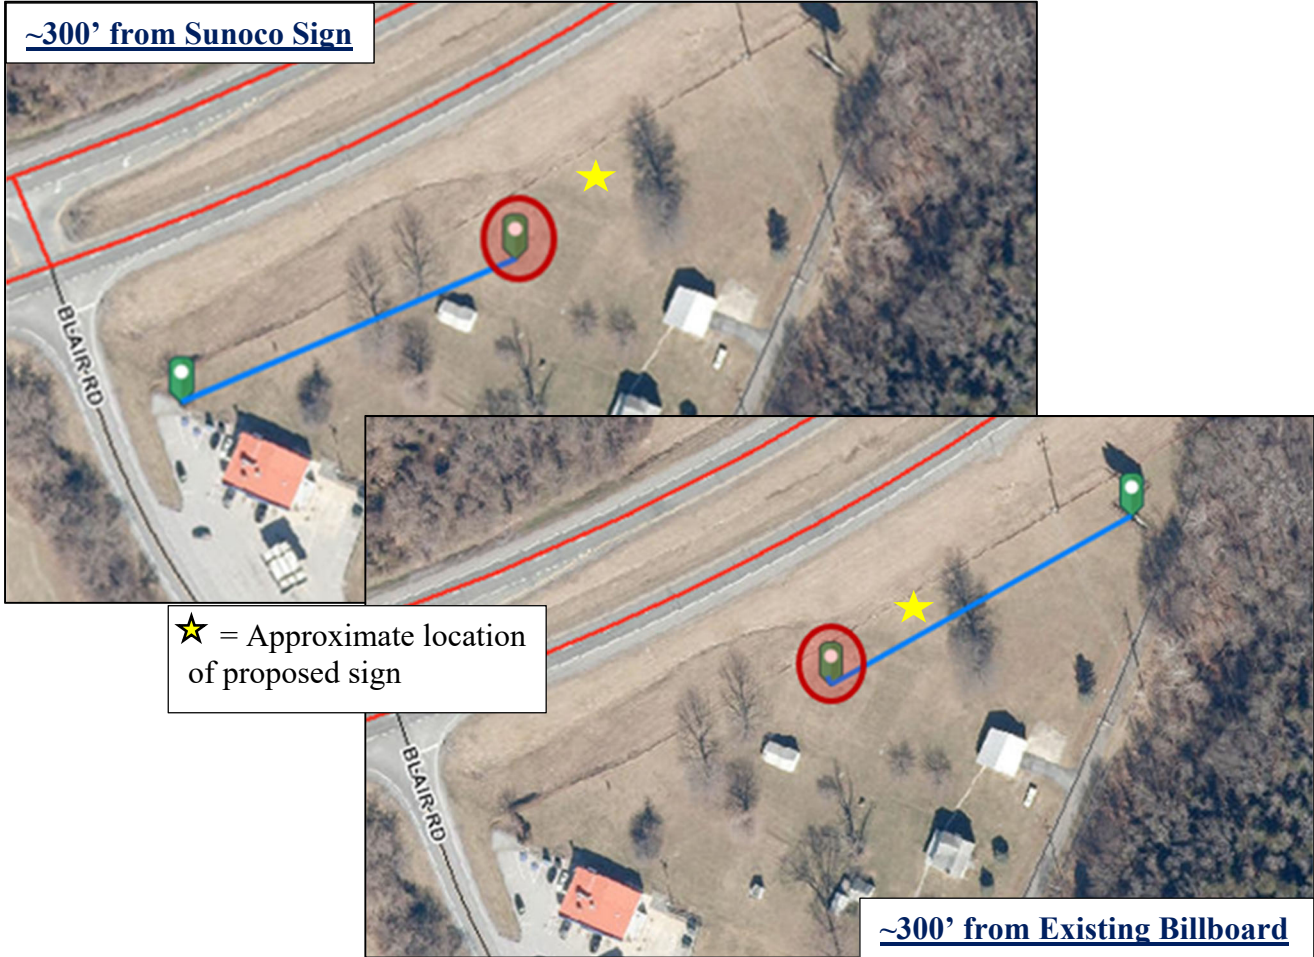 ~300’ from Sunoco Sign
BLAIR RD
= Approximate location
of proposed sign
BLAIR RD
~300’ from Existing Billboard